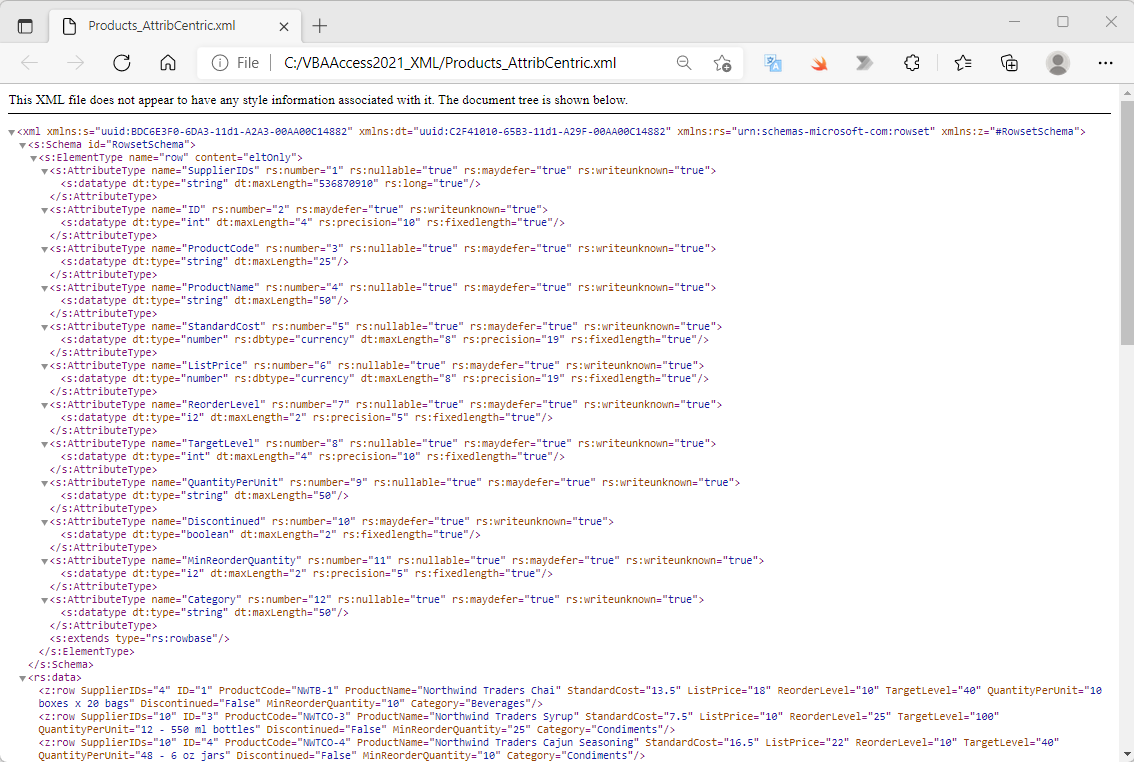 Products_AttribCentric.xml
File
C:/VBAAccess2021_XML/Products_AttribCentric.xml
This XML file does not appear to have any style information associated with it. The document tree is shown below.
<xml xmlns:s="uuid:BDC6E3F0-6DA3-11d1-A2A3-00AA00C14882" xmlns:dt="uuid:C2F41010-65B3-11d1-A29F-00AA00C14882" xmlns:rs="urn:schemas-microsoft-com:rowset" xmlns:z="#RowsetSchema">
<s:Schema id="RowsetSchema">
<s:ElementType name="row" content="eltOnly">
<s:AttributeType name="SupplierIDs" rs:number="1" rs:nullable="true" rs:maydefer="true" rs:writeunknown="true">
<s:datatype dt:type="string" dt:maxLength="536870910" rs:long="true"/>
</s:AttributeType>
<s:AttributeType name="ID" rs:number="2" rs:maydefer="true" rs:writeunknown="true">
<s:datatype dt:type="int" dt:maxLength="4" rs:precision="10" rs:fixedlength="true"/>
</s:AttributeType>
<s:AttributeType name="ProductCode" rs:number="3" rs:nullable="true" rs:maydefer="true" rs:writeunknown="true">
<s:datatype dt:type="string" dt:maxLength="25"/>
</s:AttributeType>
<s:AttributeType name="ProductName" rs:number="4" rs:nullable="true" rs:maydefer="true" rs:writeunknown="true">
<s:datatype dt:type="string" dt:maxLength="50"/>
</s:AttributeType>
<s:AttributeType name="StandardCost" rs:number="5" rs:nullable="true" rs:maydefer="true" rs:writeunknown="true">
<s:datatype dt:type="number" rs:dbtype="currency" dt:maxLength="8" rs:precision="19" rs:fixedlength="true"/>
</s:AttributeType>
<s:AttributeType name="ListPrice" rs:number="6" rs:nullable="true" rs:maydefer="true" rs:writeunknown="true">
<s:datatype dt:type="number" rs:dbtype="currency" dt:maxLength="8" rs:precision="19" rs:fixedlength="true"/>
</s:AttributeType>
<s:AttributeType name="ReorderLevel" rs:number="7" rs:nullable="true" rs:maydefer="true" rs:writeunknown="true">
<s:datatype dt:type="i2" dt:maxLength="2" rs:precision="5" rs:fixedlength="true"/>
</s:AttributeType>
<s:AttributeType name="TargetLevel" rs:number="8" rs:nullable="true" rs:maydefer="true" rs:writeunknown="true">
<s:datatype dt:type="int" dt:maxLength="4" rs:precision="10" rs:fixedlength="true"/>
</s:AttributeType>
<s:AttributeType name="QuantityPerUnit" rs:number="9" rs:nullable="true" rs:maydefer="true" rs:writeunknown="true">
<s:datatype dt:type="string" dt:maxLength="50"/>
</s:AttributeType>
<s:AttributeType name="Discontinued" rs:number="10" rs:maydefer="true" rs:writeunknown="true">
<s:datatype dt:type="boolean" dt:maxLength="2" rs:fixedlength="true"/>
</s:AttributeType>
<s:AttributeType name="MinReorderQuantity" rs:number="11" rs:nullable="true" rs:maydefer="true" rs:writeunknown="true">
<s:datatype dt:type="i2" dt:maxLength="2" rs:precision="5" rs:fixedlength="true"/>
</s:AttributeType>
<s:AttributeType name="Category" rs:number="12" rs:nullable="true" rs:maydefer="true" rs:writeunknown="true">
<s:datatype dt:type="string" dt:maxLength="50"/>
</s:AttributeType>
<s:extends type="rs:rowbase"/>
</s:ElementType>
</s:Schema>
<rs:data>
<z:row SupplierIDs="4" ID="1" ProductCode="NWTB-1" ProductName="Northwind Traders Chai" StandardCost="13.5" ListPrice="18" ReorderLevel="10" TargetLevel="40" QuantityPerUnit="10
boxes x 20 bags" Discontinued="False" MinReorderQuantity="10" Category="Beverages"/>
<z:row SupplierIDs="10" ID="3" ProductCode="NWTCO-3" ProductName="Northwind Traders Syrup" StandardCost="7.5" ListPrice="10" ReorderLevel="25" TargetLevel="100"
QuantityPerUnit="12 - 550 ml bottles" Discontinued="False" MinReorderQuantity="25" Category="Condiments"/>
<z:row SupplierIDs="10" ID="4" ProductCode="NWTCO-4" ProductName="Northwind Traders Cajun Seasoning" StandardCost="16.5" ListPrice="22" ReorderLevel="10" TargetLevel="40"
QuantityPerUnit="48 - 6 oz jars" Discontinued="False" MinReorderQuantity="10" Category="Condiments"/>